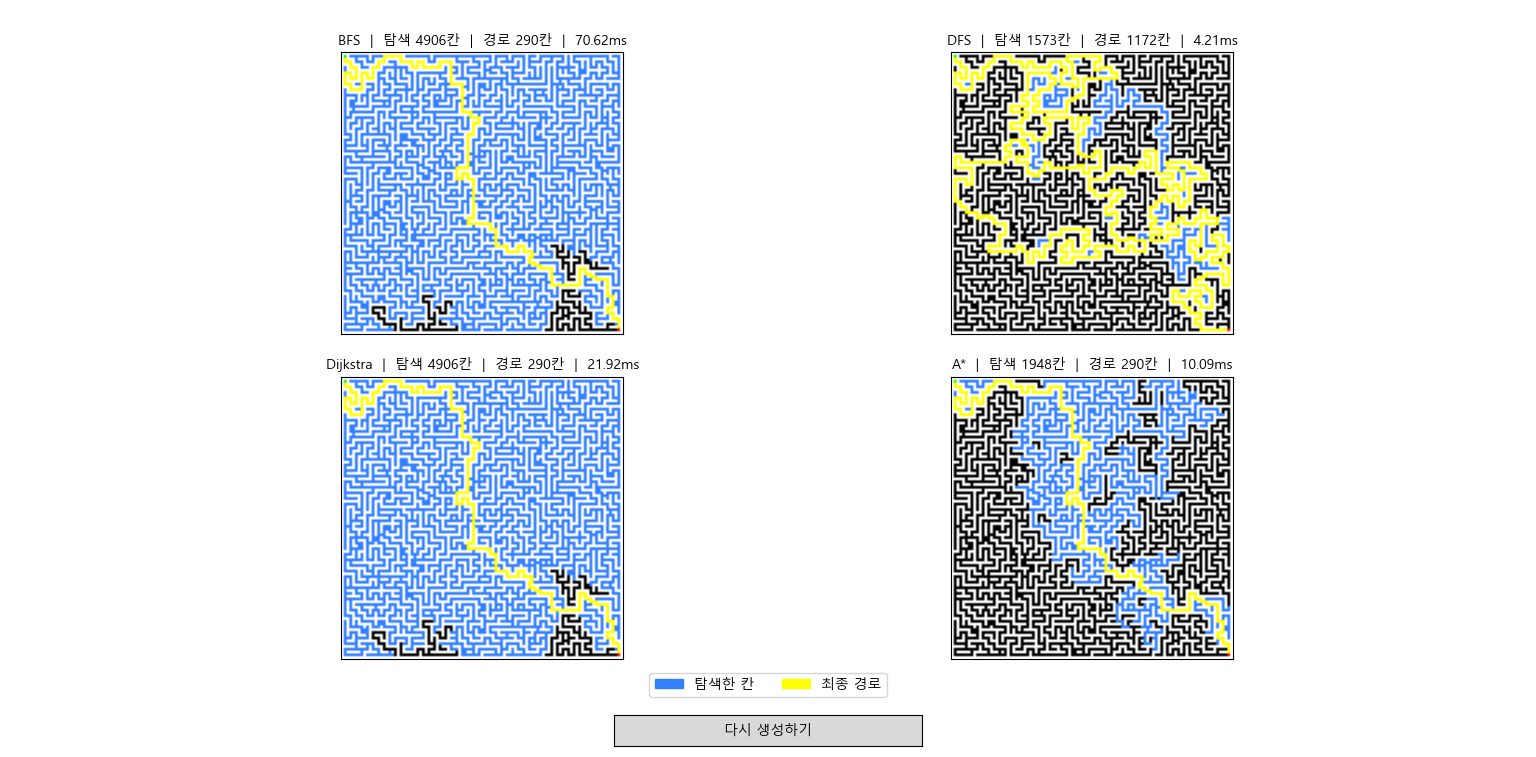 BFS | 탐색 4906칸 | 경로 290칸 | 70.62ms
DFS | 탐색 1573칸 | 경로 1172칸 | 4.21ms
Dijkstra | 탐색 4906칸 | 경로 290칸 | 21.92ms
A* | 탐색 1948칸 | 경로 290칸 | 10.09ms
탐색한 칸 최종 경로
다시 생성하기